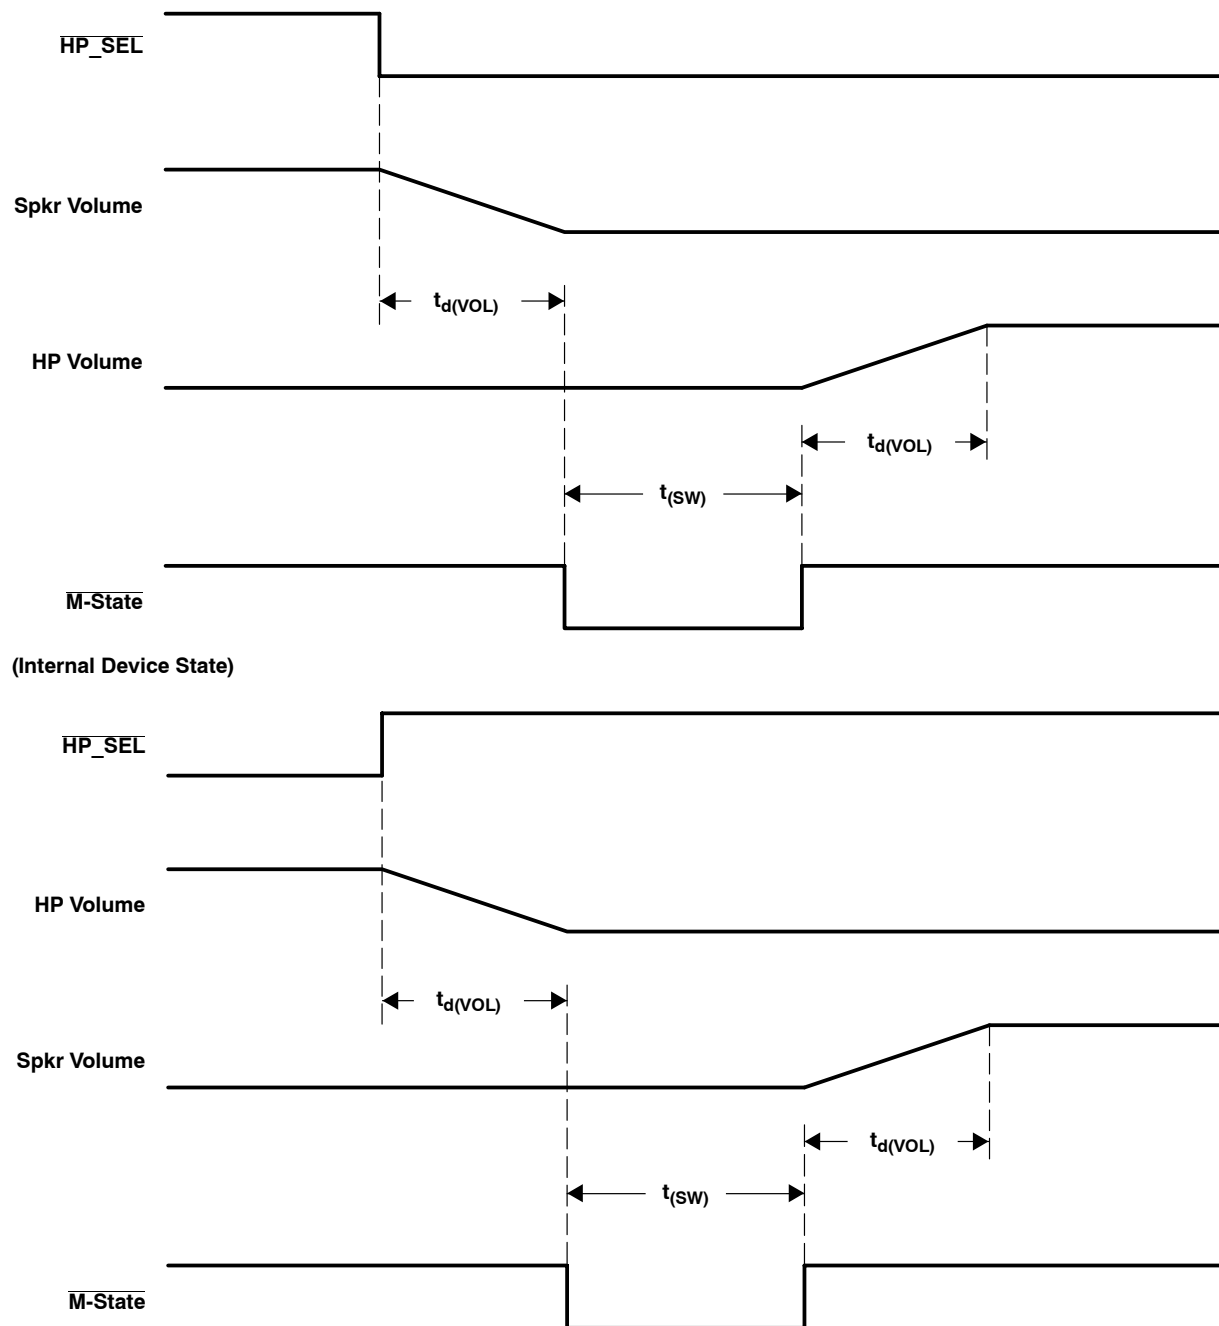 HP_SEL
Spkr Volume
td(VOL)
HP Volume
td(VOL)
t(SW)
M-State
(Internal Device State)
HP_SEL
HP Volume
td(VOL)
Spkr Volume
td(VOL)
t(SW)
M-State